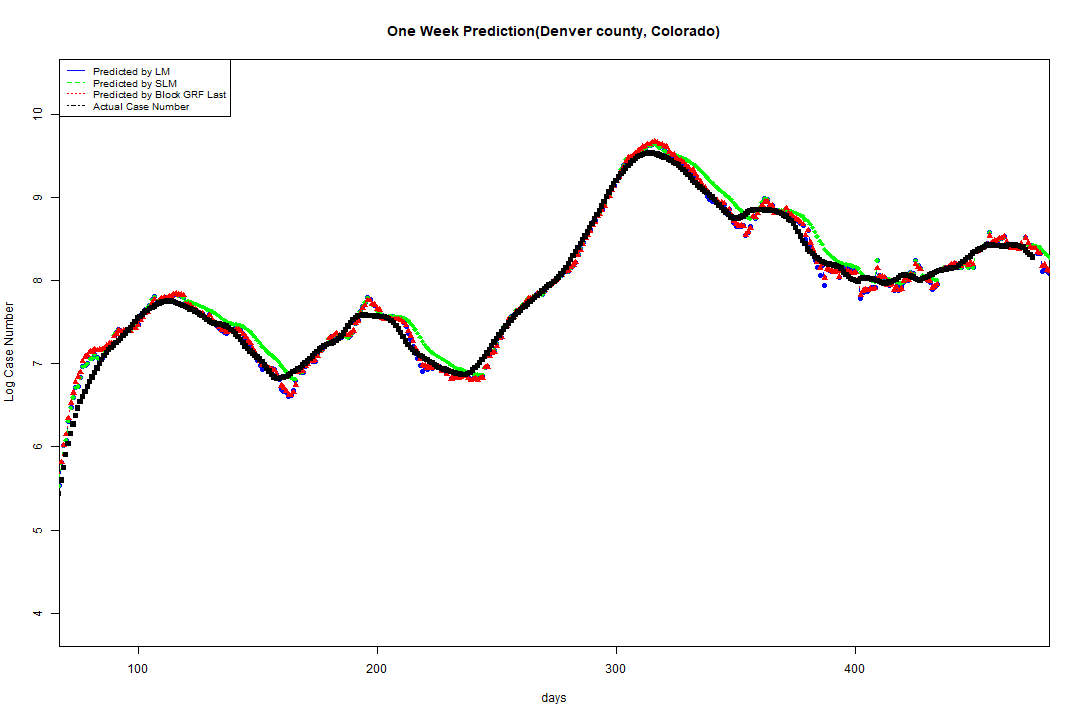 One Week Prediction(Denver county, Colorado)
Predicted by LM
Predicted by SLM
Predicted by Block GRF Last
Actual Case Number
10
9
8
7
6
5
4
Log Case Number
100 200 300 400
days